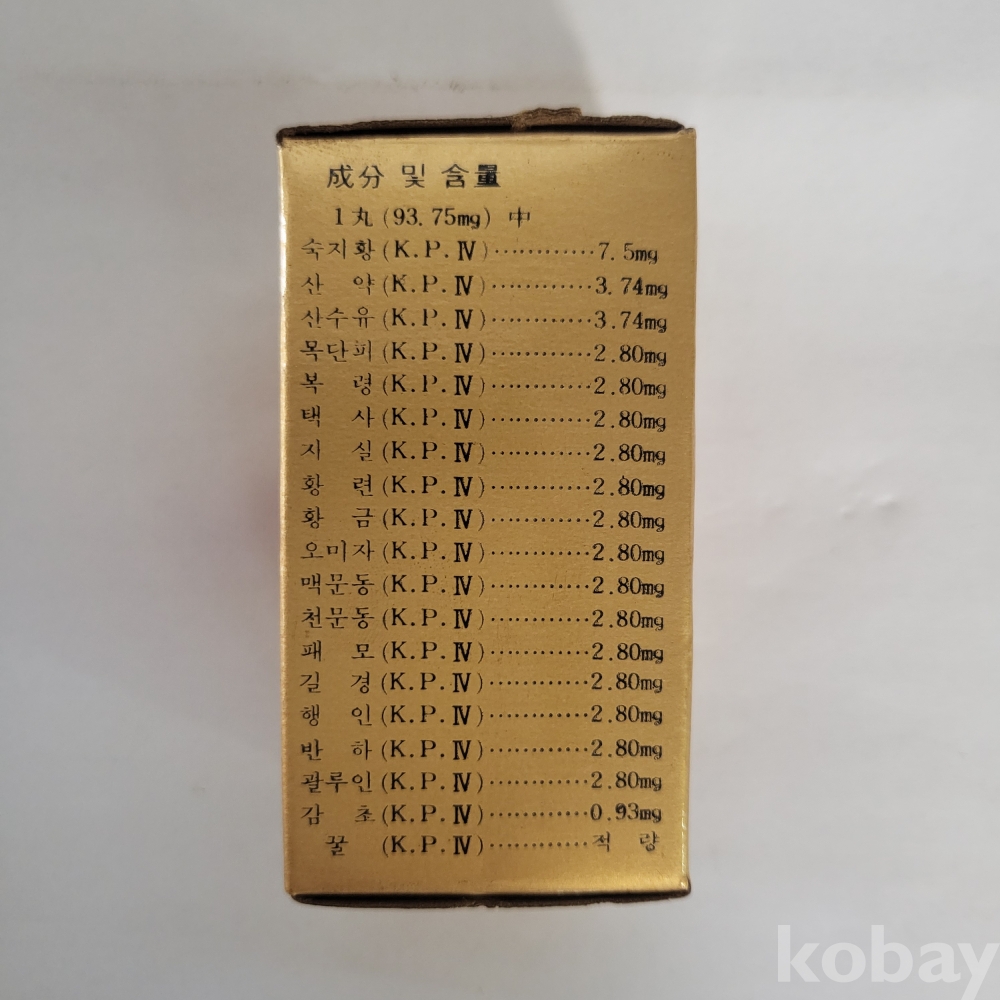 成分 및 含量
1丸 (93.75mg) 中
숙지황 (K.P.Ⅳ)············7.5mg
산 약 (K.P.Ⅳ)············3.74mg
산수유 (K.P.Ⅳ)············3.74mg
목단피 (K.P.Ⅳ)············2.80mg
복 령 (K.P.Ⅳ)············2.80mg
택 사 (K.P.Ⅳ)············2.80mg
지 실 (K.P.Ⅳ)············2.80mg
황 련 (K.P.Ⅳ)············2.80mg
황 금 (K.P.Ⅳ)············2.80mg
오미자 (K.P.Ⅳ)············2.80mg
맥문동 (K.P.Ⅳ)············2.80mg
천문동 (K.P.Ⅳ)············2.80mg
패 모 (K.P.Ⅳ)············2.80mg
길 경 (K.P.Ⅳ)············2.80mg
행 인 (K.P.Ⅳ)············2.80mg
반 하 (K.P.Ⅳ)············2.80mg
괄루인 (K.P.Ⅳ)············2.80mg
감 초 (K.P.Ⅳ)············0.93mg
꿀 (K.P.Ⅳ)············적 량
kobay